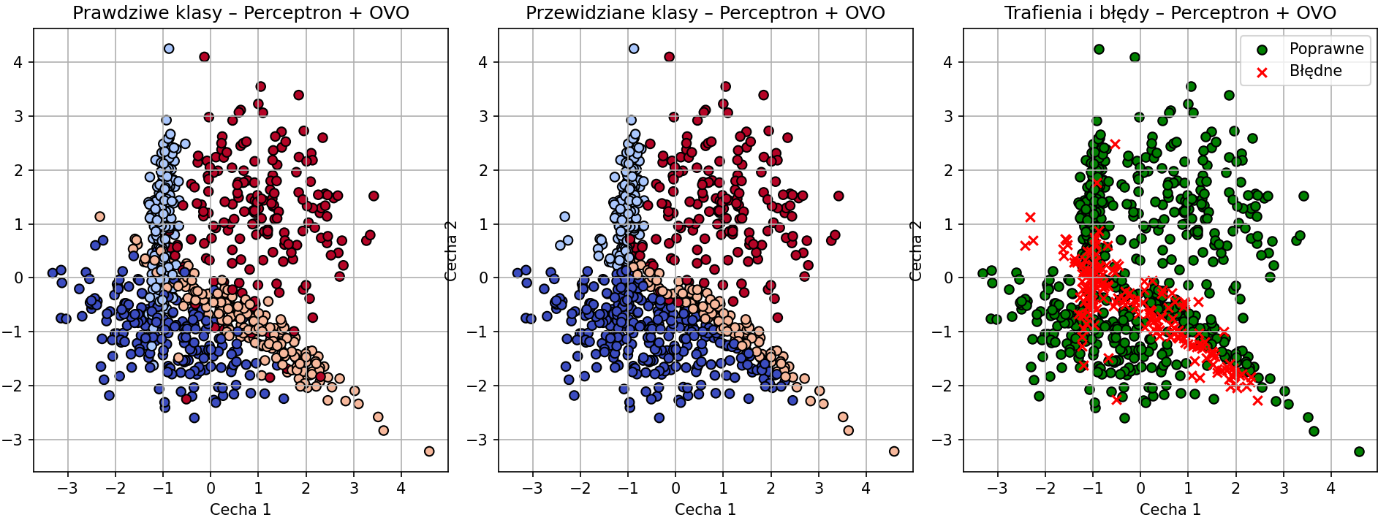 Prawdziwe klasy – Perceptron + OVO
4
3
2
1
0
−1
−2
−3
−3 −2 −1 0 1 2 3 4
Cecha 1
Przewidziane klasy – Perceptron + OVO
Cecha 2
4
3
2
1
0
−1
−2
−3
−3 −2 −1 0 1 2 3 4
Cecha 1
Trafienia i błędy – Perceptron + OVO
Poprawne
Błędne
Cecha 2
4
3
2
1
0
−1
−2
−3
−3 −2 −1 0 1 2 3 4
Cecha 1